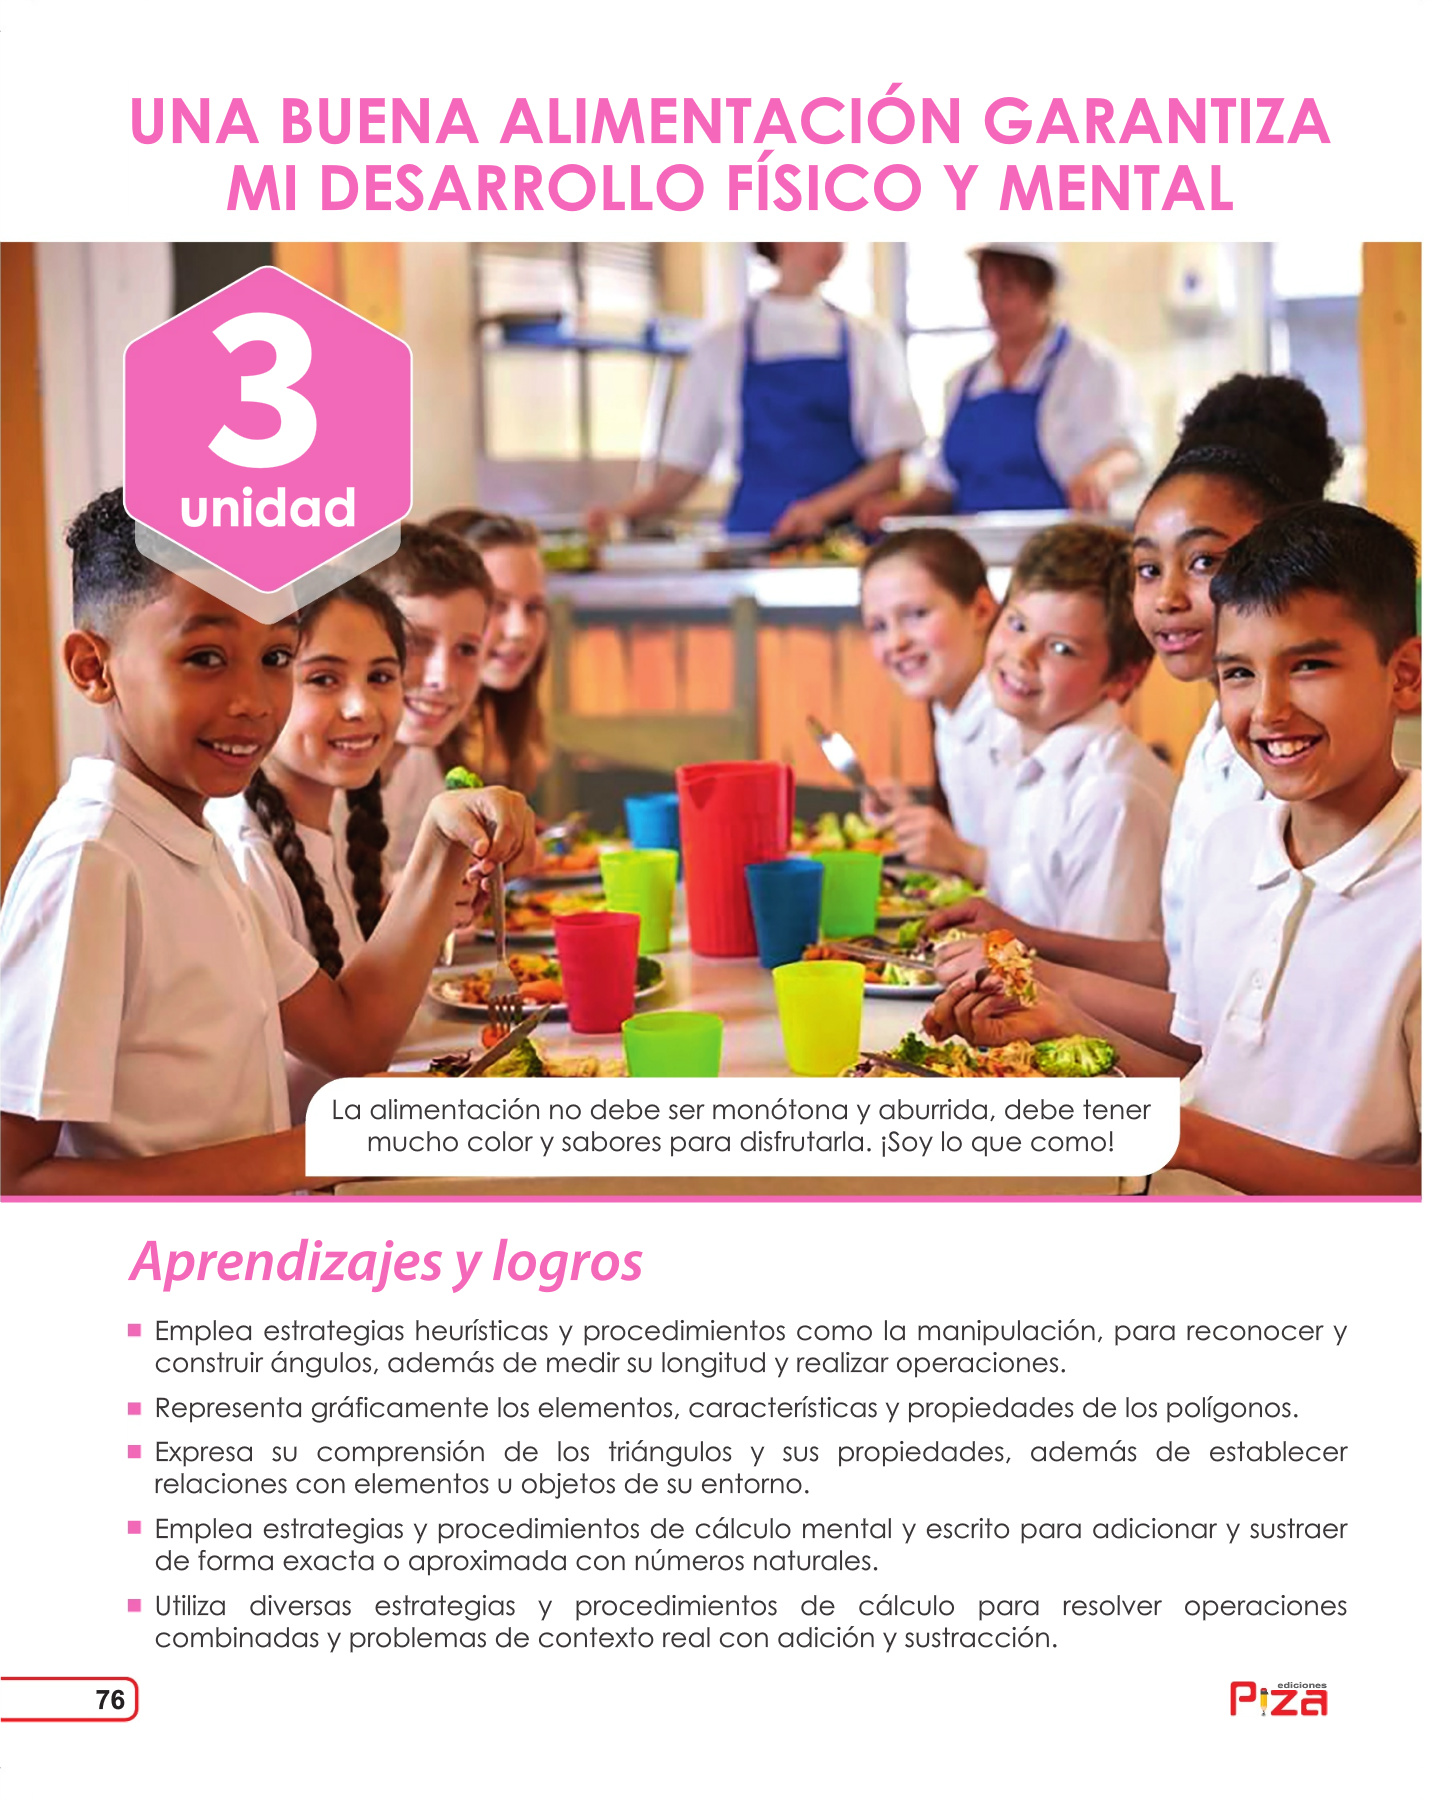 UNA BUENA ALIMENTACIÓN GARANTIZA
MI DESARROLLO FÍSICO Y MENTAL
3
unidad
La alimentación no debe ser monótona y aburrida, debe tener
mucho color y sabores para disfrutarla. ¡Soy lo que como!
Aprendizajes y logros
Emplea estrategias heurísticas y procedimientos como la manipulación, para reconocer y
construir ángulos, además de medir su longitud y realizar operaciones.
Representa gráficamente los elementos, características y propiedades de los polígonos.
Expresa su comprensión de los triángulos y sus propiedades, además de establecer
relaciones con elementos u objetos de su entorno.
Emplea estrategias y procedimientos de cálculo mental y escrito para adicionar y sustraer
de forma exacta o aproximada con números naturales.
Utiliza diversas estrategias y procedimientos de cálculo para resolver operaciones
combinadas y problemas de contexto real con adición y sustracción.
76
ediciones
Piza